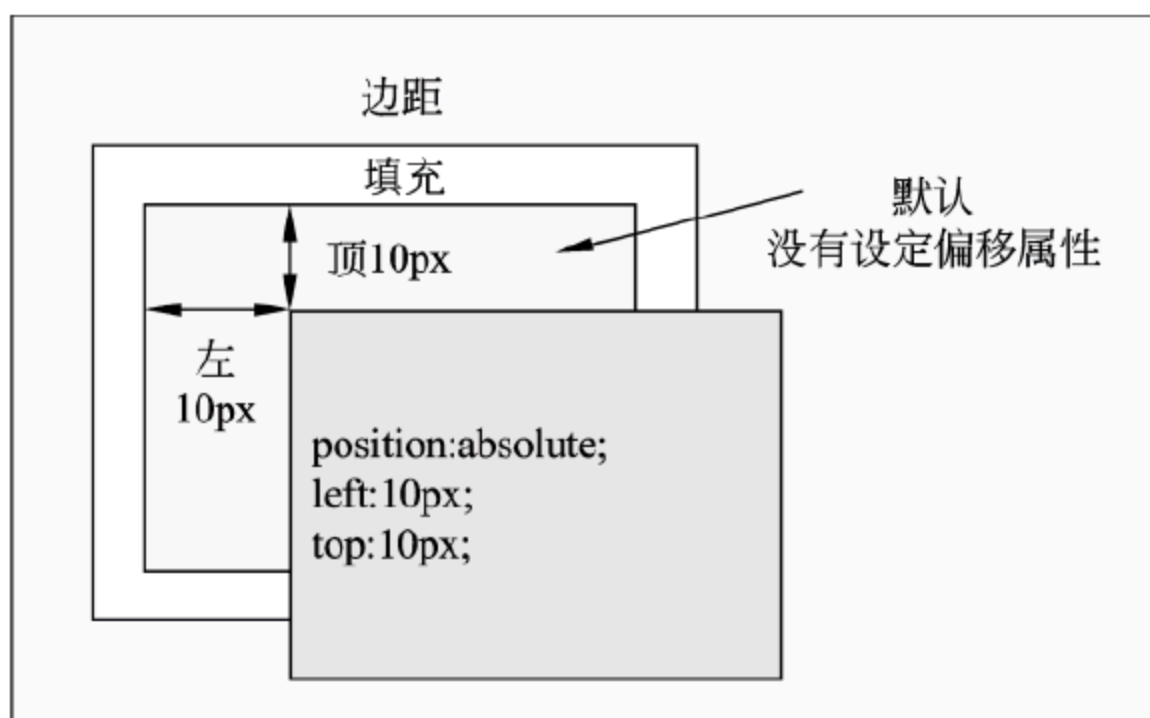 边距
填充
默认
没有设定偏移属性
顶10px
左
10px
position:absolute;
left:10px;
top:10px;